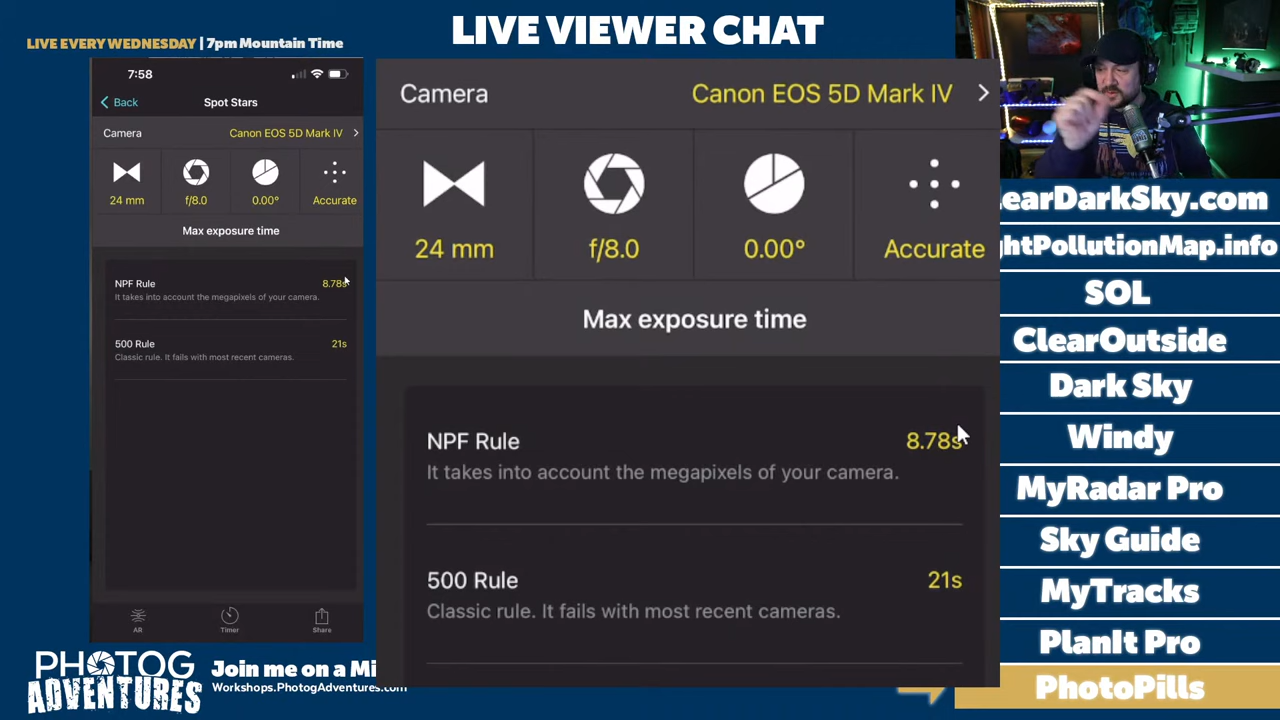 LIVE EVERY WEDNESDAY | 7pm Mountain Time
LIVE VIEWER CHAT
7:58
Back
Spot Stars
Camera
Canon EOS 5D Mark IV
24 mm
f/8.0
0.00°
Accurate
Max exposure time
NPF Rule
8.78s
It takes into account the megapixels of your camera.
500 Rule
21s
Classic rule. It fails with most recent cameras.
AR
Timer
Share
Camera
Canon EOS 5D Mark IV
24 mm
f/8.0
0.00°
Accurate
Max exposure time
NPF Rule
8.78s
It takes into account the megapixels of your camera.
500 Rule
21s
Classic rule. It fails with most recent cameras.
earDarkSky.com
htPollutionMap.info
SOL
ClearOutside
Dark Sky
Windy
MyRadar Pro
Sky Guide
MyTracks
PlanIt Pro
PhotoPills
PHOTOG
ADVENTURES
Join me on a Mi
Workshops.PhotogAdventures.com